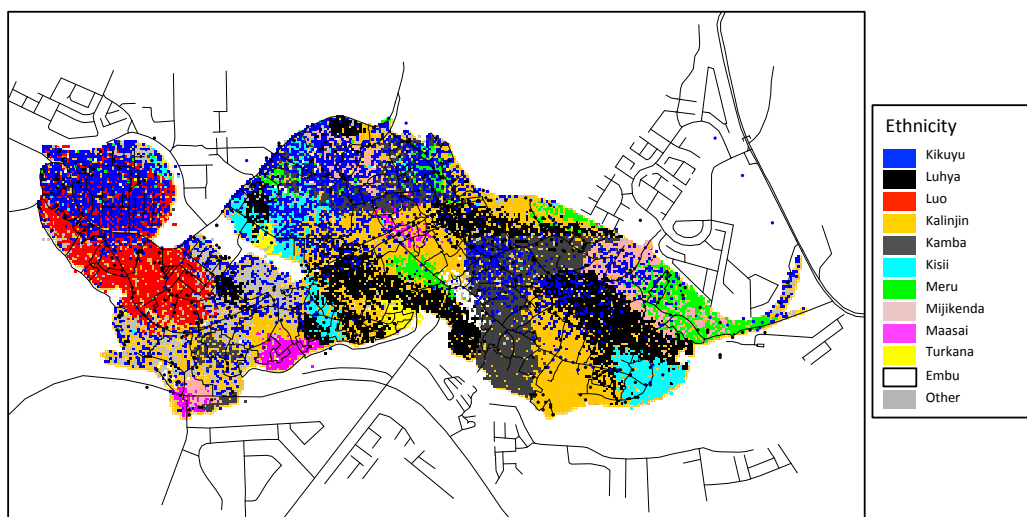 Ethnicity
Kikuyu
Luhya
Luo
Kalinjin
Kamba
Kisii
Meru
Mijikenda
Maasai
Turkana
Embu
Other